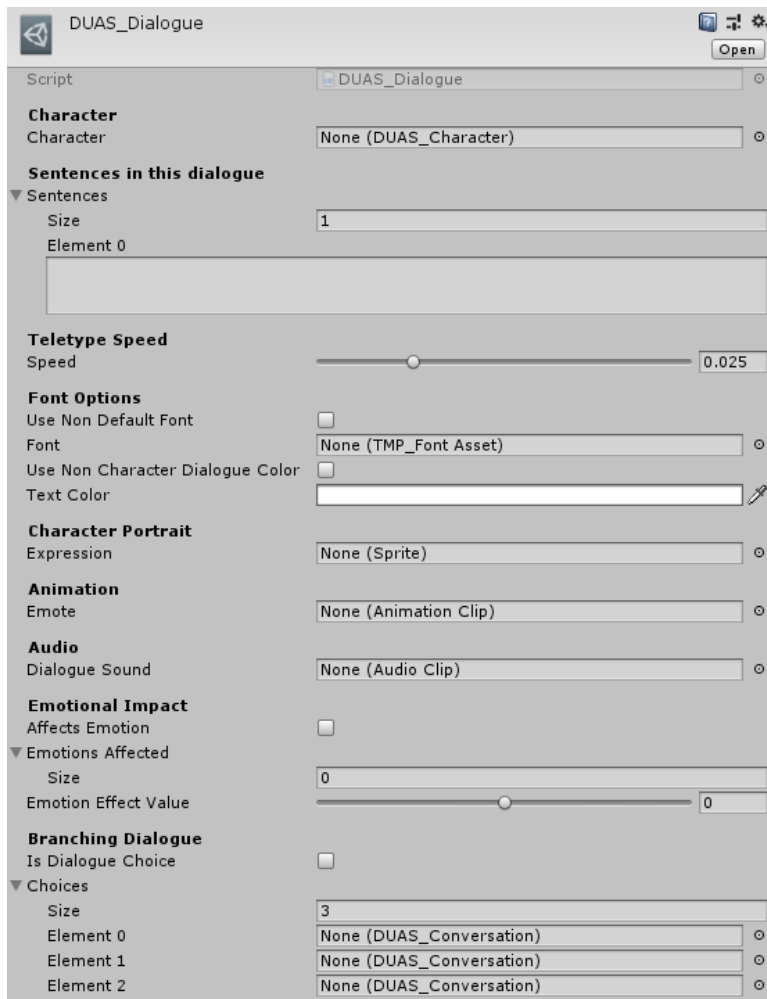 DUAS_Dialogue
Open
Script DUAS_Dialogue
Character
Character None (DUAS_Character)
Sentences in this dialogue
Sentences
Size 1
Element 0
Teletype Speed
Speed 0.025
Font Options
Use Non Default Font
Font None (TMP_Font Asset)
Use Non Character Dialogue Color
Text Color
Character Portrait
Expression None (Sprite)
Animation
Emote None (Animation Clip)
Audio
Dialogue Sound None (Audio Clip)
Emotional Impact
Affects Emotion
Emotions Affected
Size 0
Emotion Effect Value 0
Branching Dialogue
Is Dialogue Choice
Choices
Size 3
Element 0 None (DUAS_Conversation)
Element 1 None (DUAS_Conversation)
Element 2 None (DUAS_Conversation)